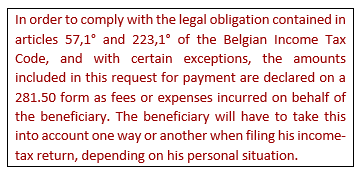 In order to comply with the legal obligation contained in
articles 57,1° and 223,1° of the Belgian Income Tax
Code, and with certain exceptions, the amounts
included in this request for payment are declared on a
281.50 form as fees or expenses incurred on behalf of
the beneficiary. The beneficiary will have to take this
into account one way or another when filing his income-
tax return, depending on his personal situation.